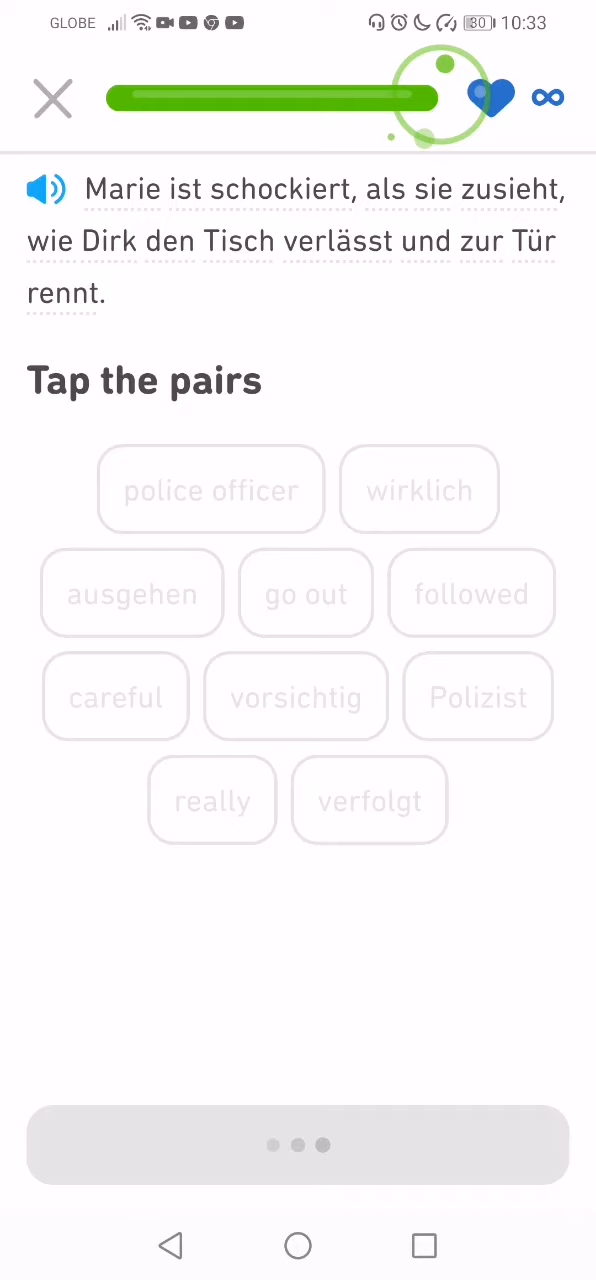 GLOBE 80 10:33
Marie ist schockiert, als sie zusieht,
wie Dirk den Tisch verlässt und zur Tür
rennt.
Tap the pairs
police officer wirklich
ausgehen go out followed
careful vorsichtig Polizist
really verfolgt